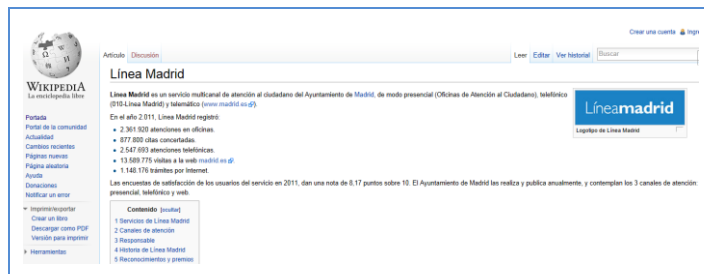 Crear una cuenta
Artículo Discusión Leer Editar Ver historial Buscar
WIKIPEDIA
La enciclopedia libre
Portada
Portal de la comunidad
Actualidad
Cambios recientes
Páginas nuevas
Página aleatoria
Ayuda
Donaciones
Notificar un error
Imprimir/exportar
Crear un libro
Descargar como PDF
Versión para imprimir
Herramientas
Línea Madrid
Línea Madrid es un servicio multicanal de atención al ciudadano del Ayuntamiento de Madrid, de modo presencial (Oficinas de Atención al Ciudadano), telefónico
(010-Línea Madrid) y telemático (www.madrid.es).
En el año 2.011, Línea Madrid registró:
2.361.920 atenciones en oficinas.
877.800 citas concertadas.
2.547.693 atenciones telefónicas.
13.589.775 visitas a la web madrid.es
1.148.176 trámites por Internet.
Las encuestas de satisfacción de los usuarios del servicio en 2011, dan una nota de 8,17 puntos sobre 10. El Ayuntamiento de Madrid las realiza y publica anualmente, y contemplan los 3 canales de atención:
presencial, telefónico y web.
Líneamadrid
Logotipo de Línea Madrid
Contenido [ocultar]
1 Servicios de Línea Madrid
2 Canales de atención
3 Responsable
4 Historia de Línea Madrid
5 Reconocimientos y premios